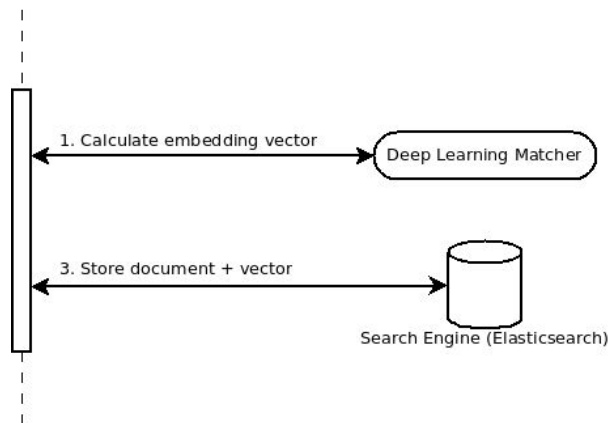 1. Calculate embedding vector
Deep Learning Matcher
3. Store document + vector
Search Engine (Elasticsearch)